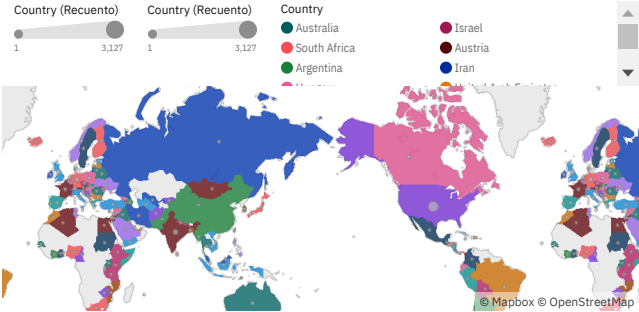 Country (Recuento)
1
3,127
Country (Recuento)
1
3,127
Country
Australia
Israel
South Africa
Austria
Argentina
Iran
© Mapbox © OpenStreetMap